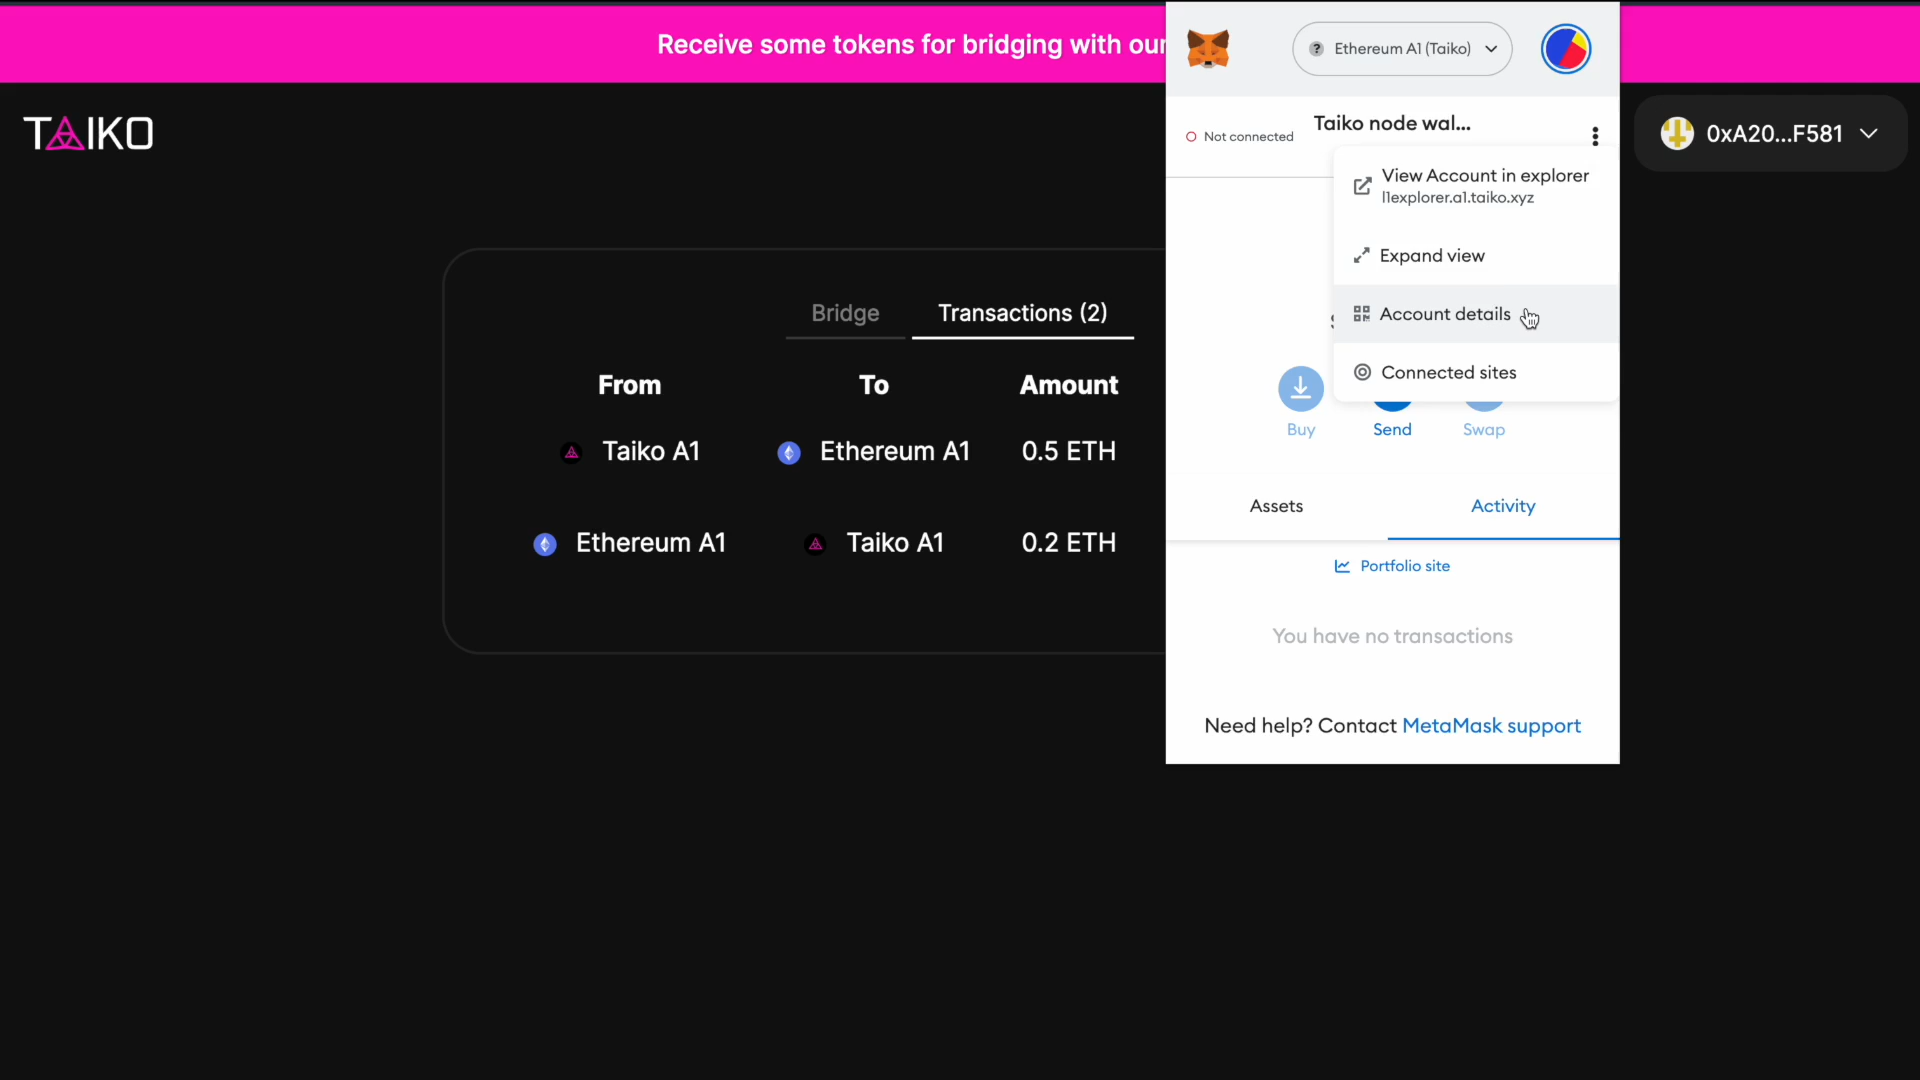 Receive some tokens for bridging with our
Ethereum A1 (Taiko)
TAIKO
Not connected
Taiko node wal...
0xA20...F581
View Account in explorer
l1explorer.a1.taiko.xyz
Expand view
Account details
Connected sites
Bridge
Transactions (2)
From To Amount
Taiko A1 Ethereum A1 0.5 ETH
Ethereum A1 Taiko A1 0.2 ETH
Buy
Send
Swap
Assets
Activity
Portfolio site
You have no transactions
Need help? Contact MetaMask support